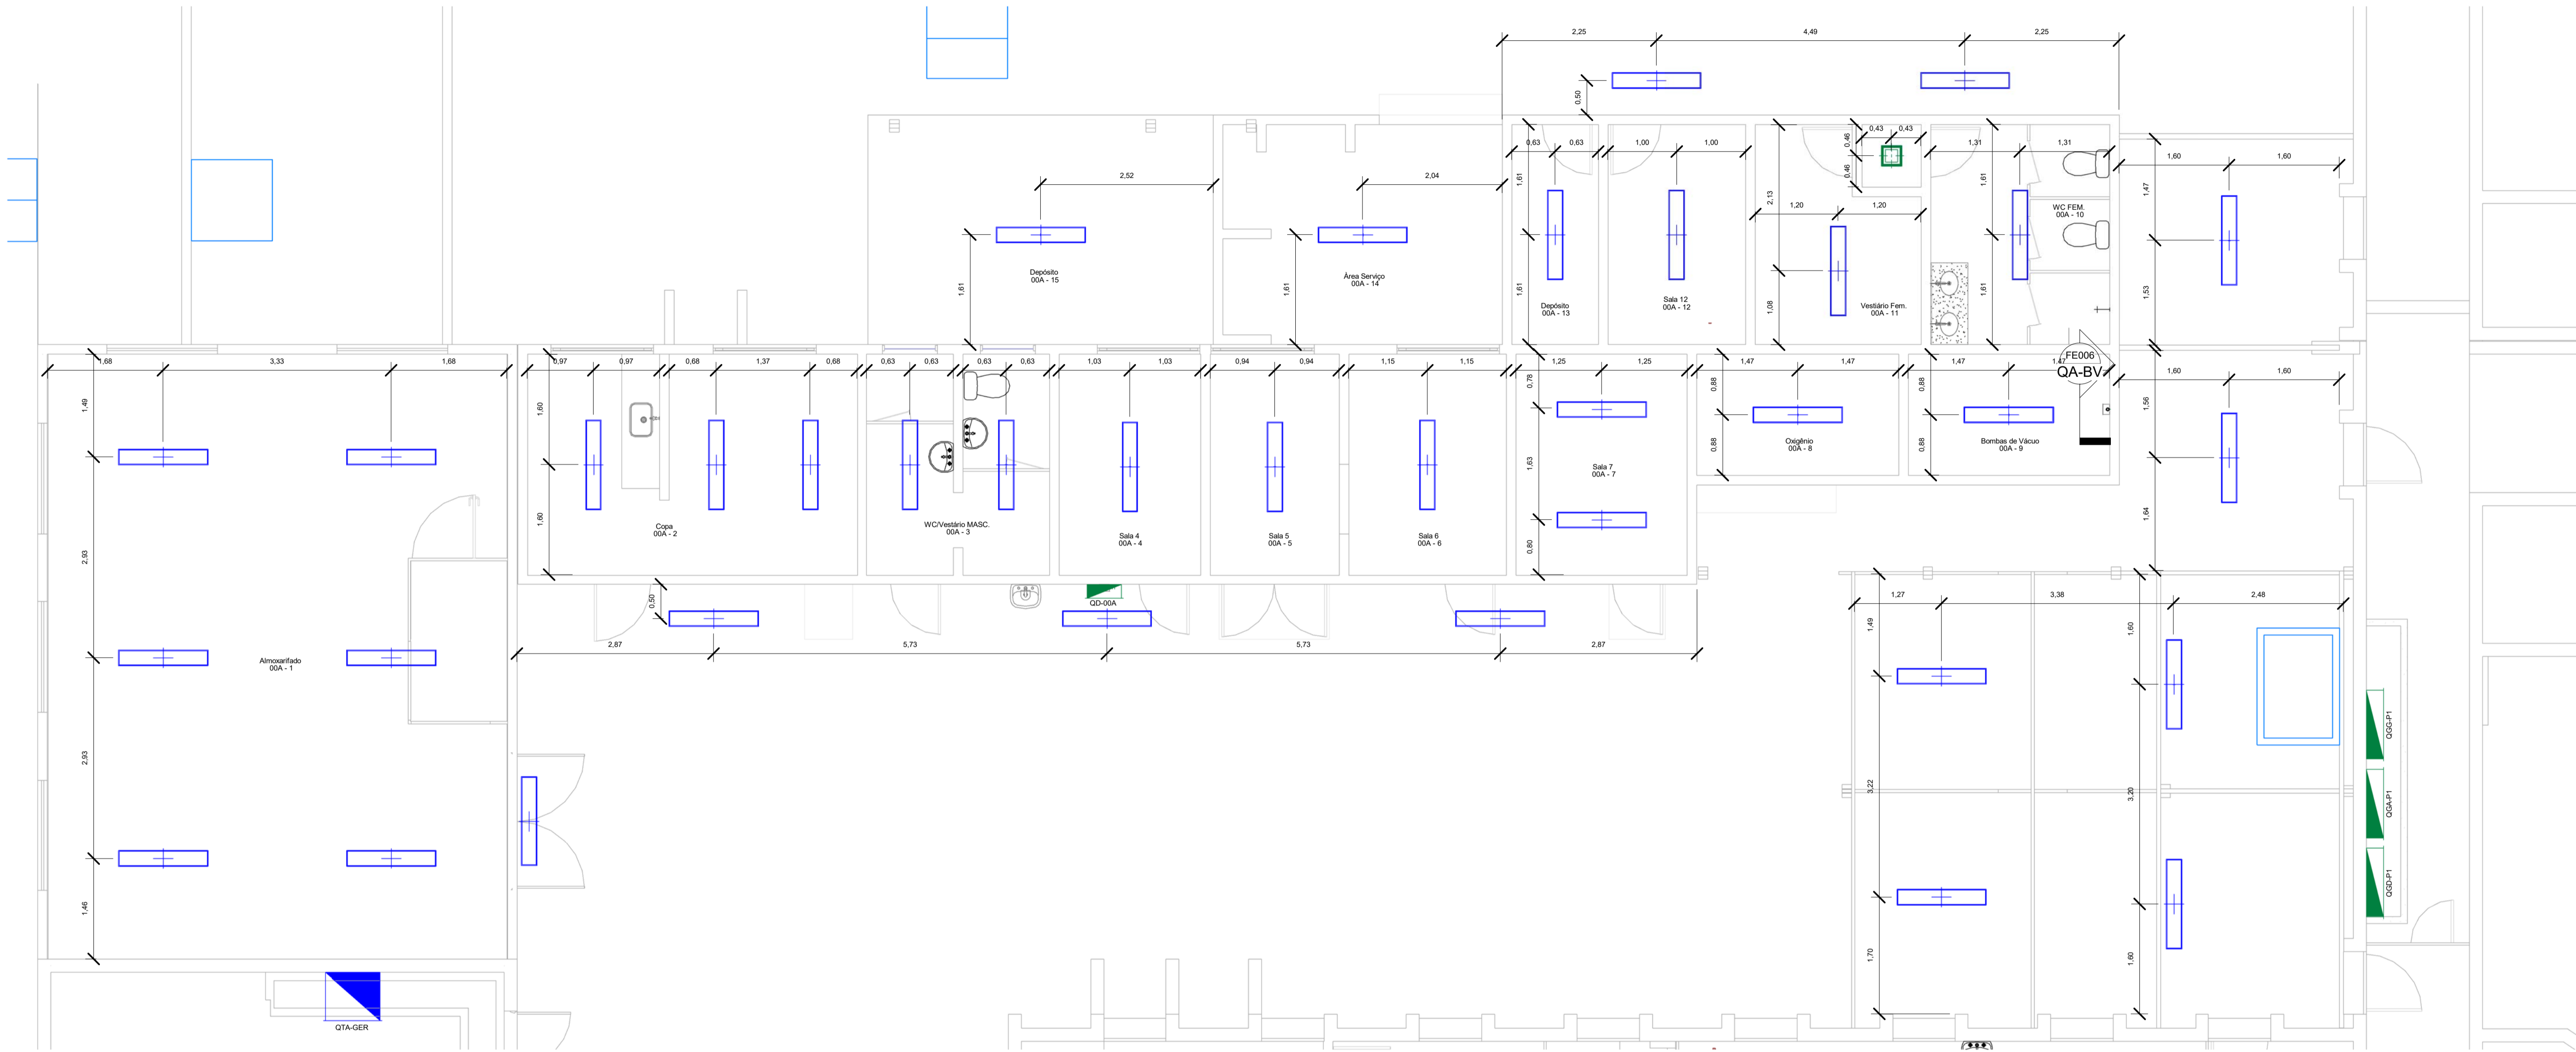 2,25
4,49
2,25
0,50
0,43
0,43
0,46
0,46
0,63
0,63
1,00
1,00
1,31
1,31
1,60
1,60
2,52
2,04
1,61
1,61
2,13
1,08
1,20
1,20
1,61
1,61
1,47
1,53
WC FEM.
00A - 10
1,61
1,61
Depósito
00A - 15
Área Serviço
00A - 14
Depósito
00A - 13
Sala 12
00A - 12
Vestiário Fem.
00A - 11
1,68
3,33
1,68
0,97
0,97
0,68
1,37
0,68
0,63
0,63
0,63
0,63
1,03
1,03
0,94
0,94
1,15
1,15
1,25
1,25
1,47
1,47
1,47
1,47
FE006
QA-BV
1,60
1,60
1,49
1,60
0,78
0,88
0,88
1,56
0,88
0,88
Oxigênio
00A - 8
Bombas de Vácuo
00A - 9
1,63
Sala 7
00A - 7
1,60
Copa
00A - 2
WC/Vestário MASC.
00A - 3
Sala 4
00A - 4
Sala 5
00A - 5
Sala 6
00A - 6
0,80
1,64
2,93
0,50
QD-00A
2,87
5,73
5,73
2,87
1,27
3,38
2,48
1,49
1,60
Almoxarifado
00A - 1
2,93
3,22
3,20
QGG-P1
QGA-P1
QGD-P1
1,46
1,70
1,60
QTA-GER